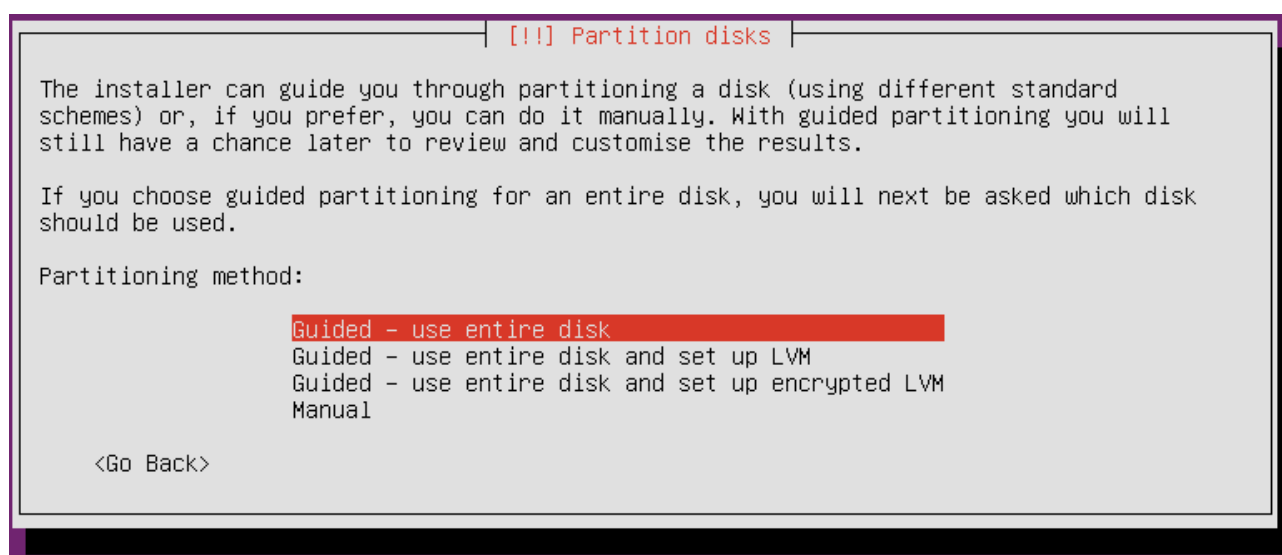 [!!] Partition disks
The installer can guide you through partitioning a disk (using different standard
schemes) or, if you prefer, you can do it manually. With guided partitioning you will
still have a chance later to review and customise the results.
If you choose guided partitioning for an entire disk, you will next be asked which disk
should be used.
Partitioning method:
Guided – use entire disk
Guided – use entire disk and set up LVM
Guided – use entire disk and set up encrypted LVM
Manual
<Go Back>